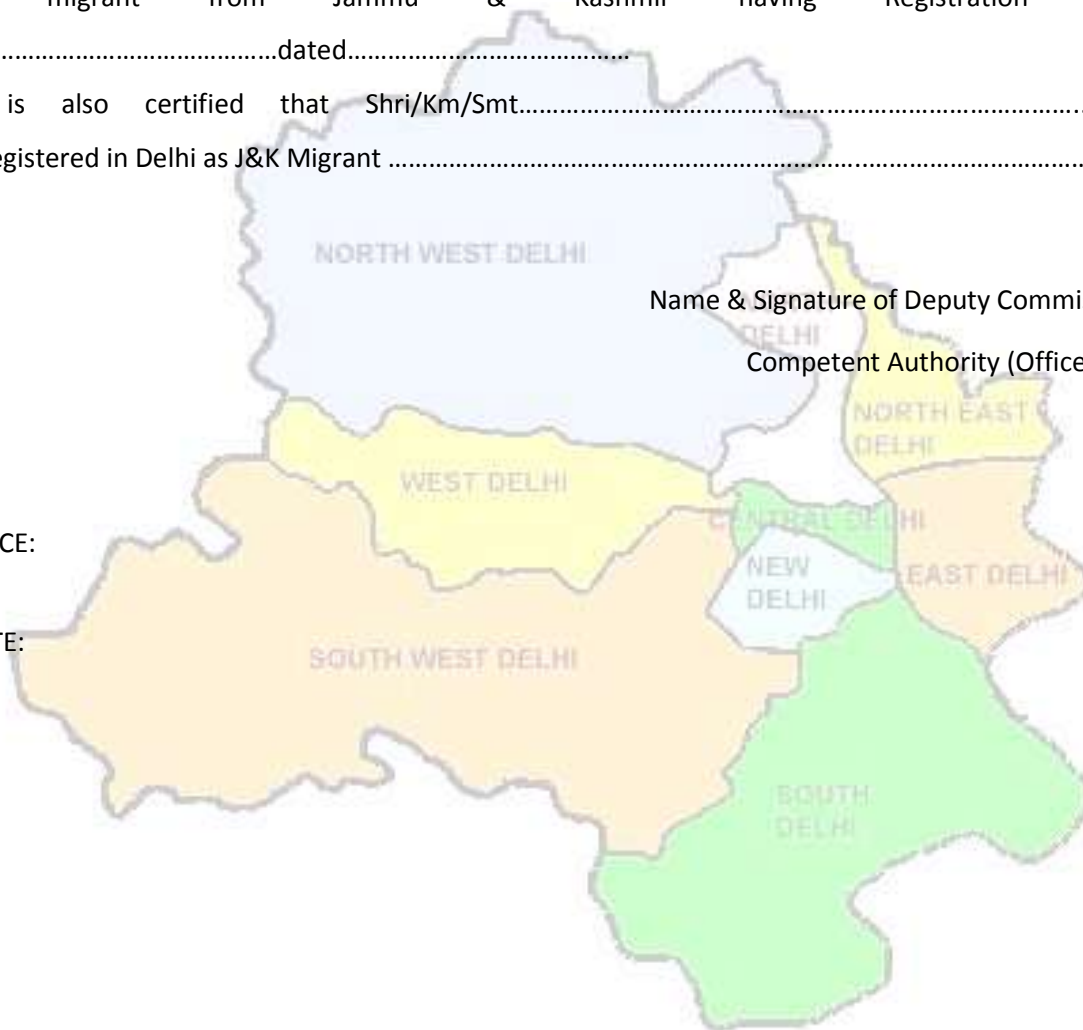 migrant from Jammu & Kashmir having Registration
……………………………………dated……………………………………
is also certified that Shri/Km/Smt……………………………………………………………………………
egistered in Delhi as J&K Migrant ……………………………………………………………………………………
NORTH WEST DELHI
Name & Signature of Deputy Commi
DELHI
Competent Authority (Office
NORTH EAST
DELHI
WEST DELHI
CENTRAL DELHI
CE:
NEW
DELHI
EAST DELHI
TE:
SOUTH WEST DELHI
SOUTH
DELHI